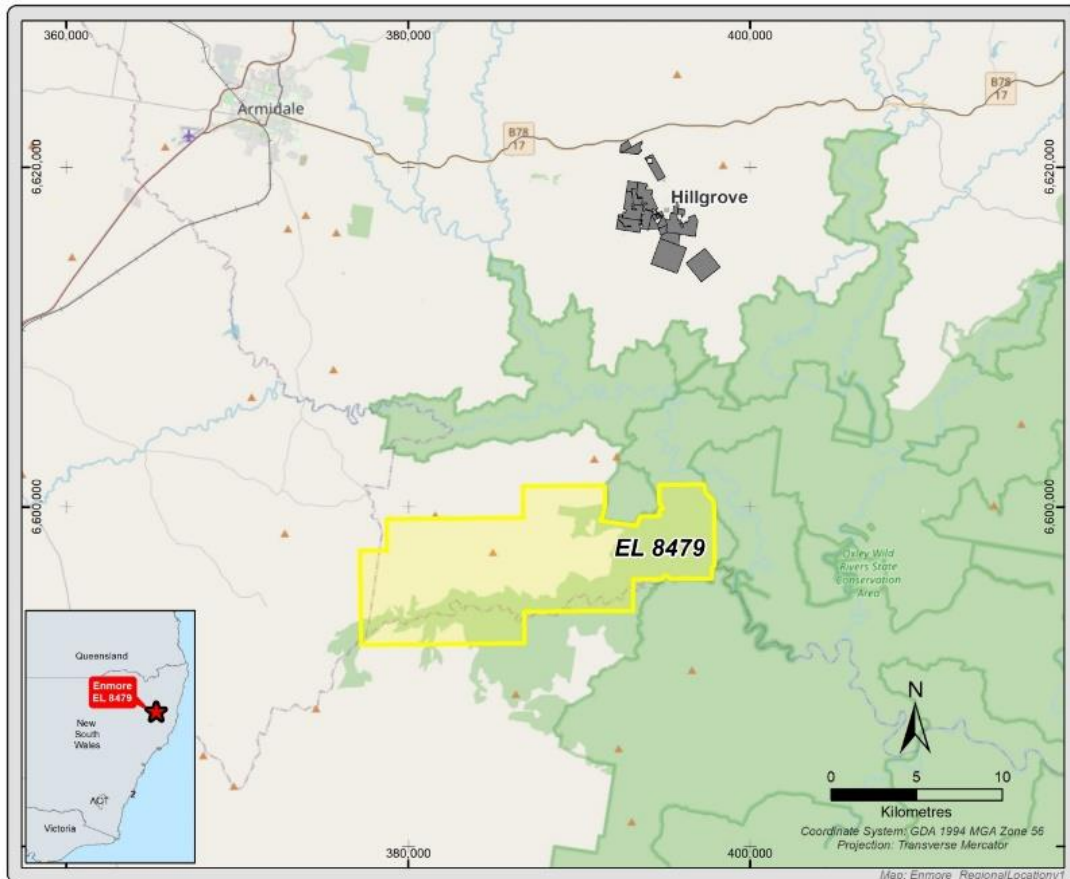 360,000
380,000
400,000
Armidale
B78
17
B78
17
6,620,000
6,620,000
Hillgrove
6,600,000
6,600,000
EL 8479
Oxley Wild
Rivers State
Conservation
Area
Queensland
Enmore
EL 8479
New
South
Wales
ACT
Victoria
N
0 5 10
Kilometres
Coordinate System: GDA 1994 MGA Zone 56
Projection: Transverse Mercator
380,000
400,000
Map: Enmore_RegionalLocationv1